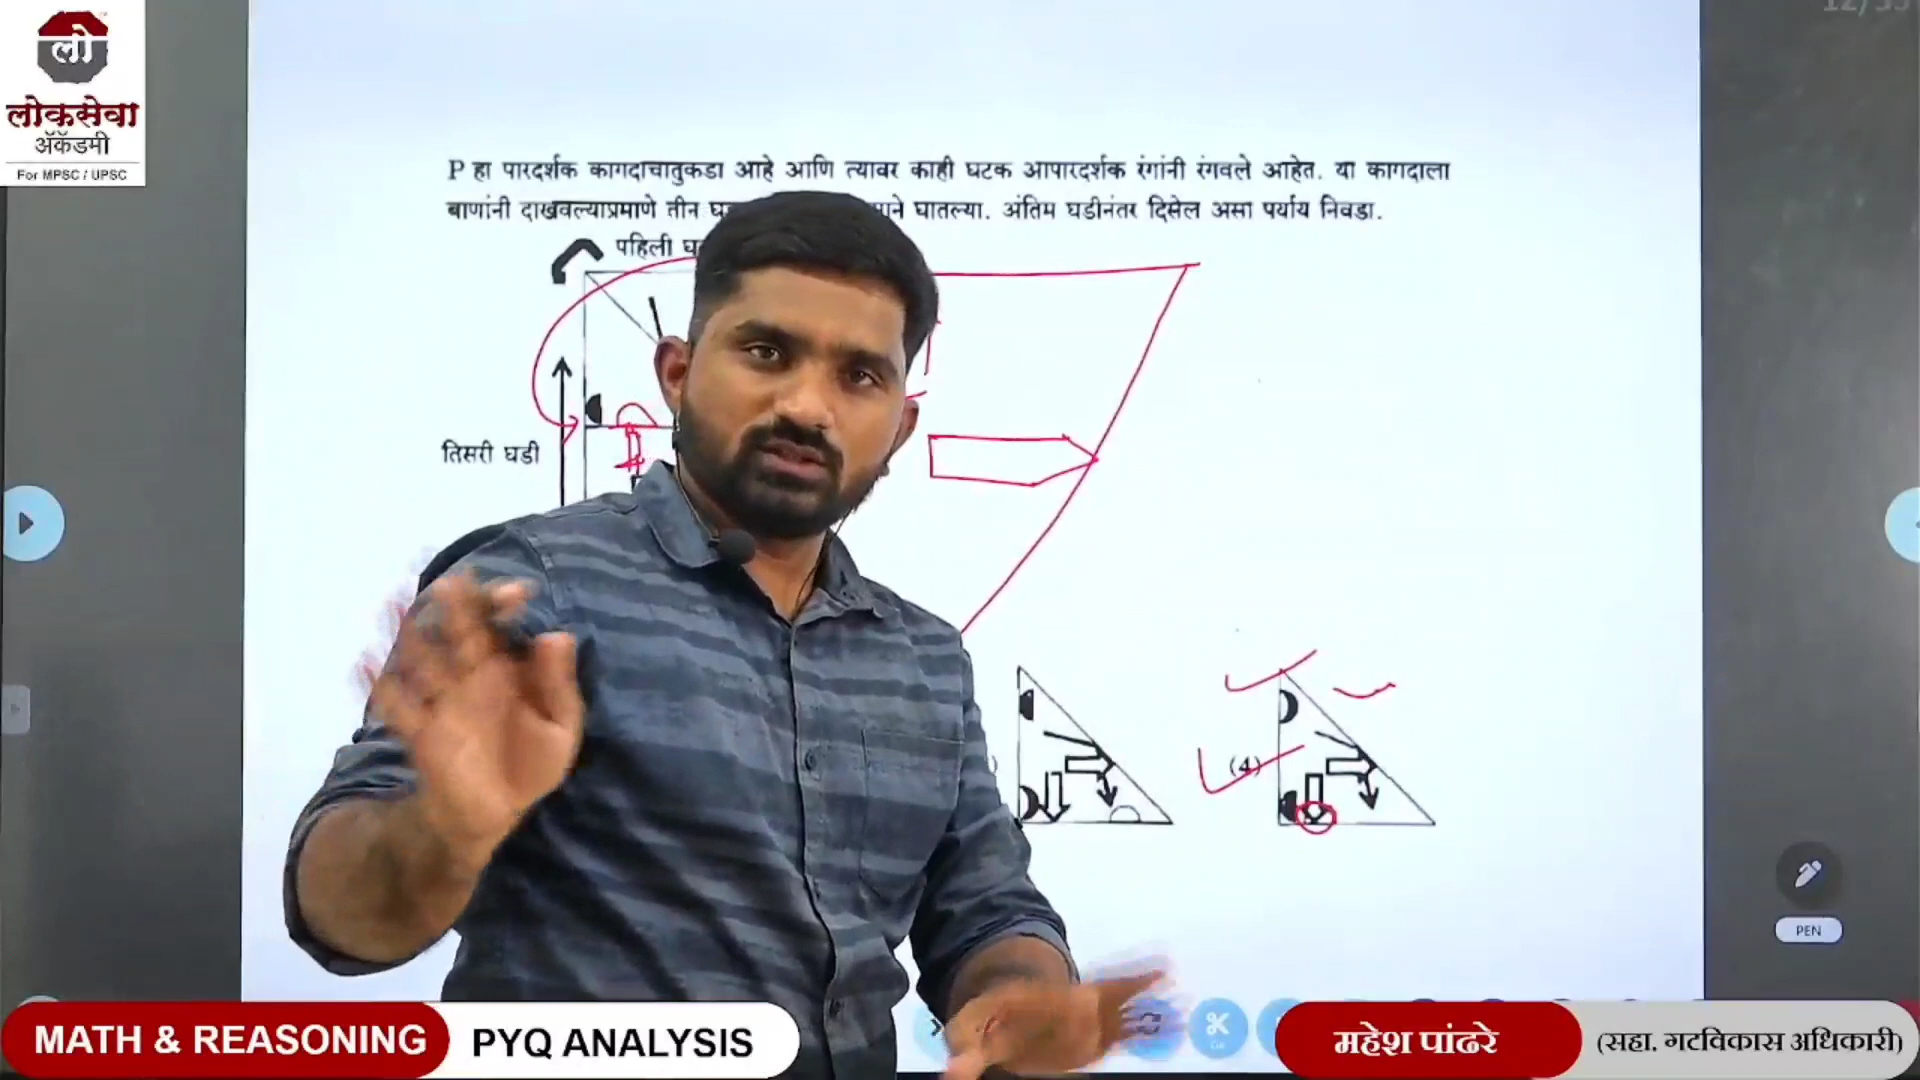 लो
लोकसेवा
ॲकॅडमी
For MPSC / UPSC
P हा पारदर्शक कागदाचातुकडा आहे आणि त्यावर काही घटक आपारदर्शक रंगांनी रंगवले आहेत. या कागदाला
बाणांनी दाखवल्याप्रमाणे तीन घातल्या. अंतिम घडीनंतर दिसेल असा पर्याय निवडा.
पहिली
तिसरी घडी
(4)
PEN
MATH & REASONING
PYQ ANALYSIS
महेश पांढरे
(सहा. गटविकास अधिकारी)